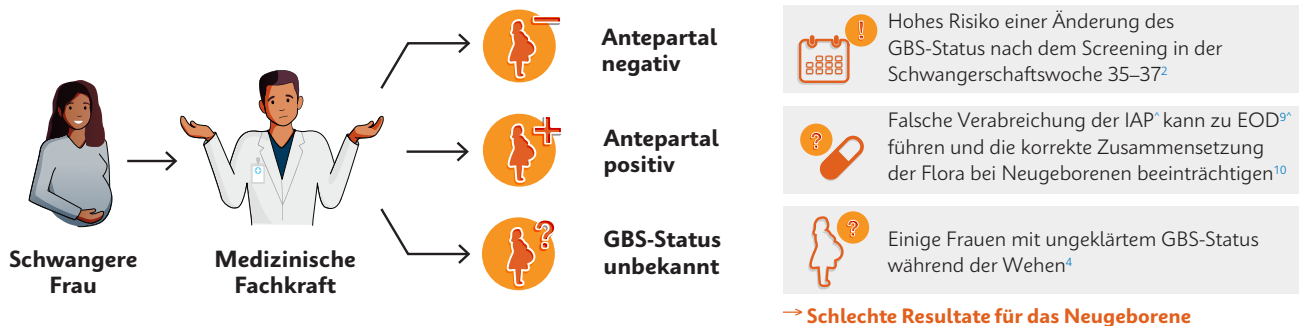 Schwangere
Frau
Medizinische
Fachkraft
Antepartal
negativ
Antepartal
positiv
GBS-Status
unbekannt
Hohes Risiko einer Änderung des
GBS-Status nach dem Screening in der
Schwangerschaftswoche 35–37²
Falsche Verabreichung der IAP^ kann zu EOD⁹^
führen und die korrekte Zusammensetzung
der Flora bei Neugeborenen beeinträchtigen¹⁰
Einige Frauen mit ungeklärtem GBS-Status
während der Wehen⁴
→ Schlechte Resultate für das Neugeborene